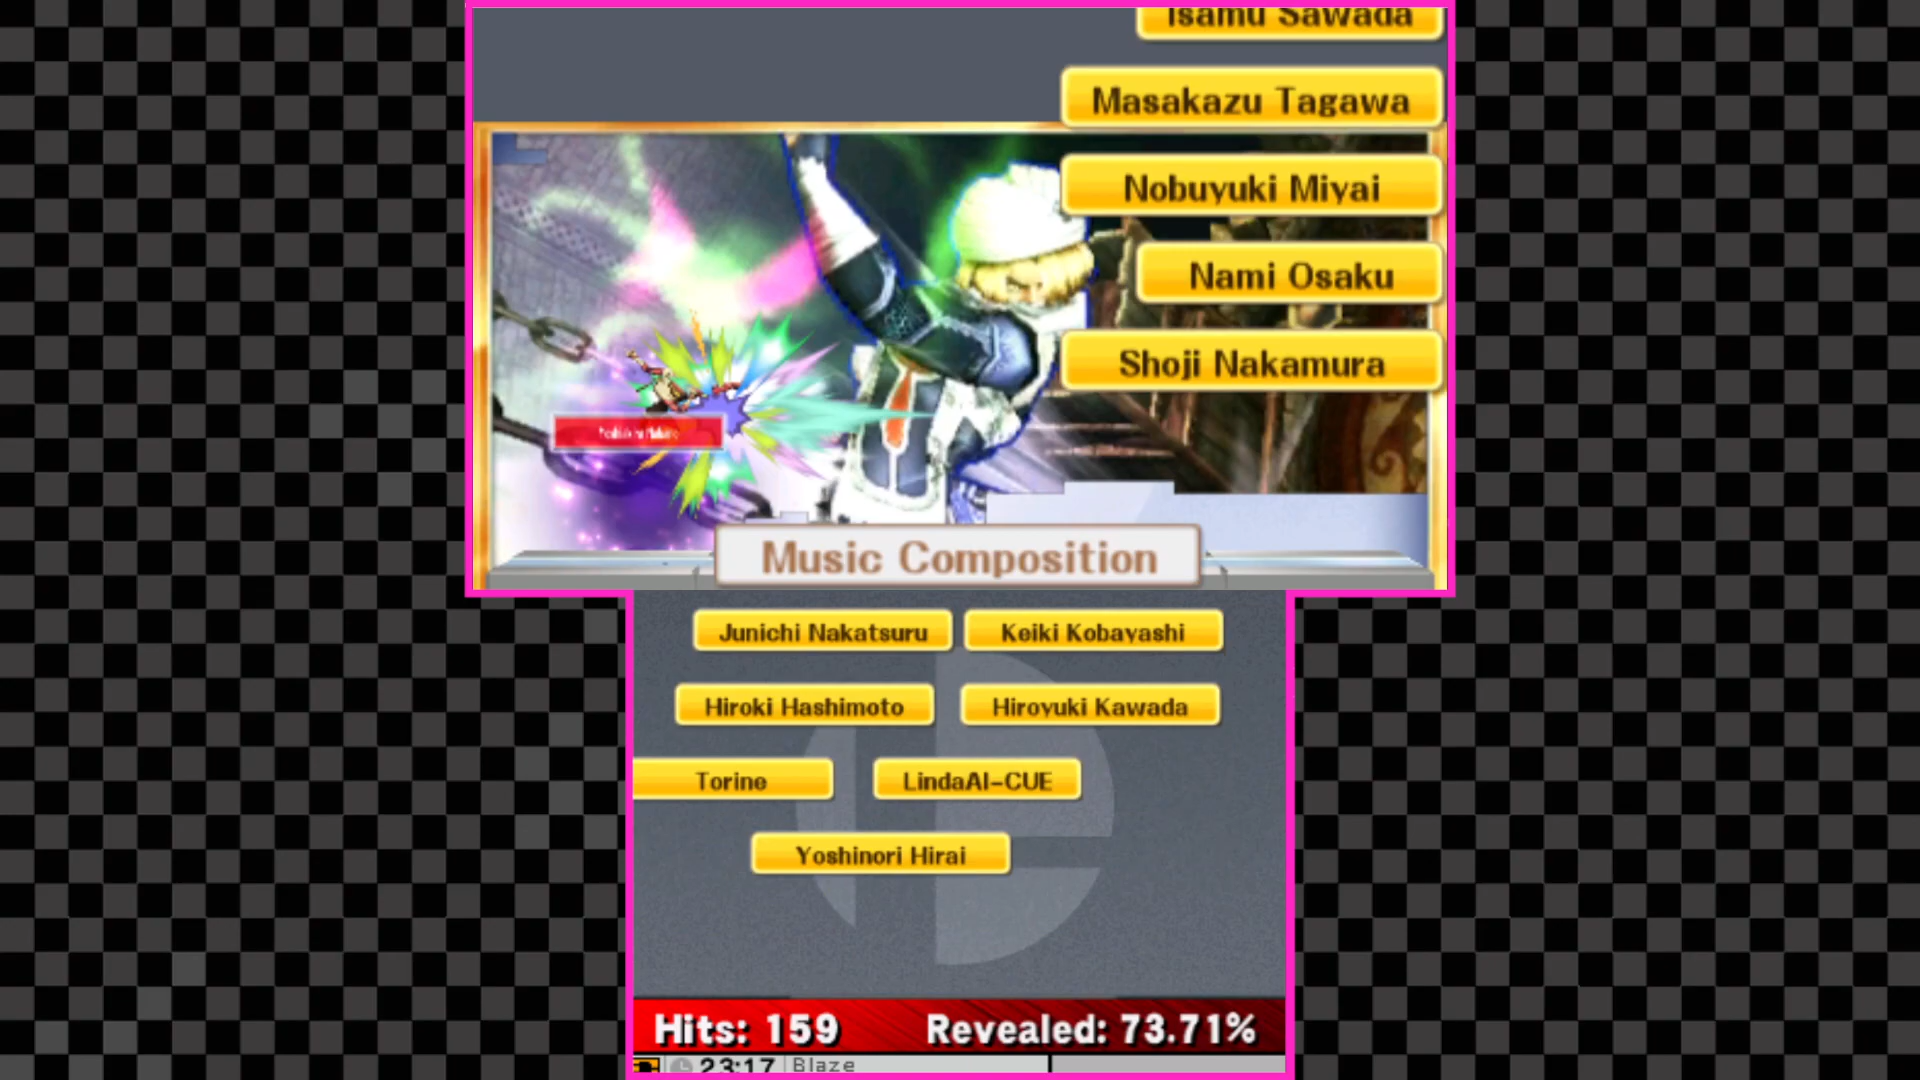 Isamu Sawada
Masakazu Tagawa
Nobuyuki Miyai
Nami Osaku
Shoji Nakamura
Music Composition
Junichi Nakatsuru
Keiki Kobayashi
Hiroki Hashimoto
Hiroyuki Kawada
Torine
LindaAI-CUE
Yoshinori Hirai
Hits: 159
Revealed: 73.71%
23:17
Blaze